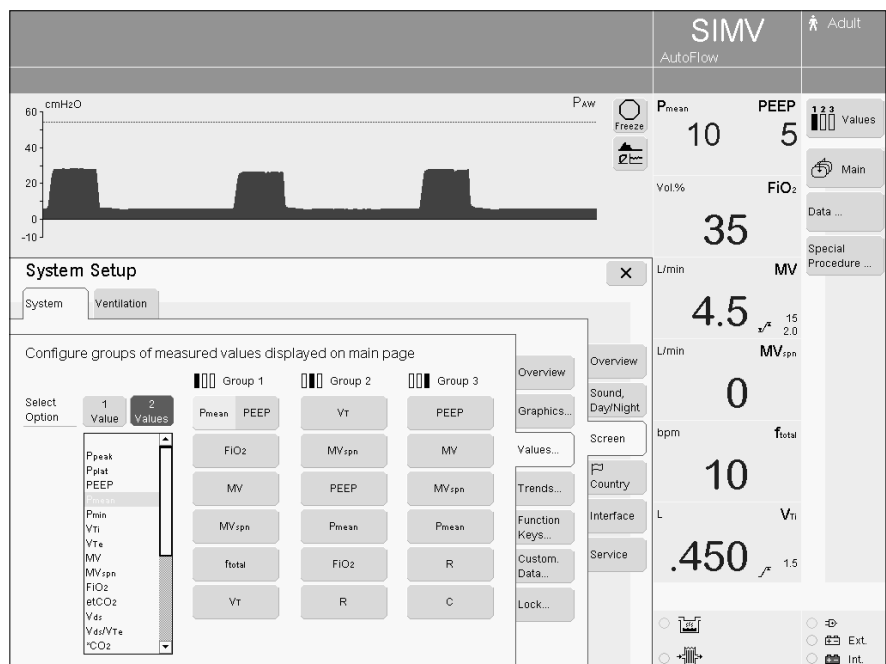 SIMV
AutoFlow
Adult
cmH2O
PAW
60
40
20
0
-10
Freeze
Pmean PEEP
10 5
Vol.% FiO2
35
L/min MV
4.5 15
2.0
L/min MVspn
0
bpm ftotal
10
L VTi
.450 1.5
1 2 3
Values
Main
Data ...
Special
Procedure ...
System Setup
System Ventilation
Configure groups of measured values displayed on main page
Group 1 Group 2 Group 3
Select
Option
1
Value
2
Values
Ppeak
Pplat
PEEP
Pmean
Pmin
VTi
VTe
MV
MVspn
FiO2
etCO2
Vds
Vds/VTe
*CO2
Pmean PEEP VT PEEP
FiO2 MVspn MV
MV PEEP MVspn
MVspn Pmean Pmean
ftotal FiO2 R
VT R C
Overview
Graphics...
Values...
Trends...
Function
Keys...
Custom.
Data...
Lock...
Overview
Sound,
Day/Night
Screen
Country
Interface
Service
Ext.
Int.